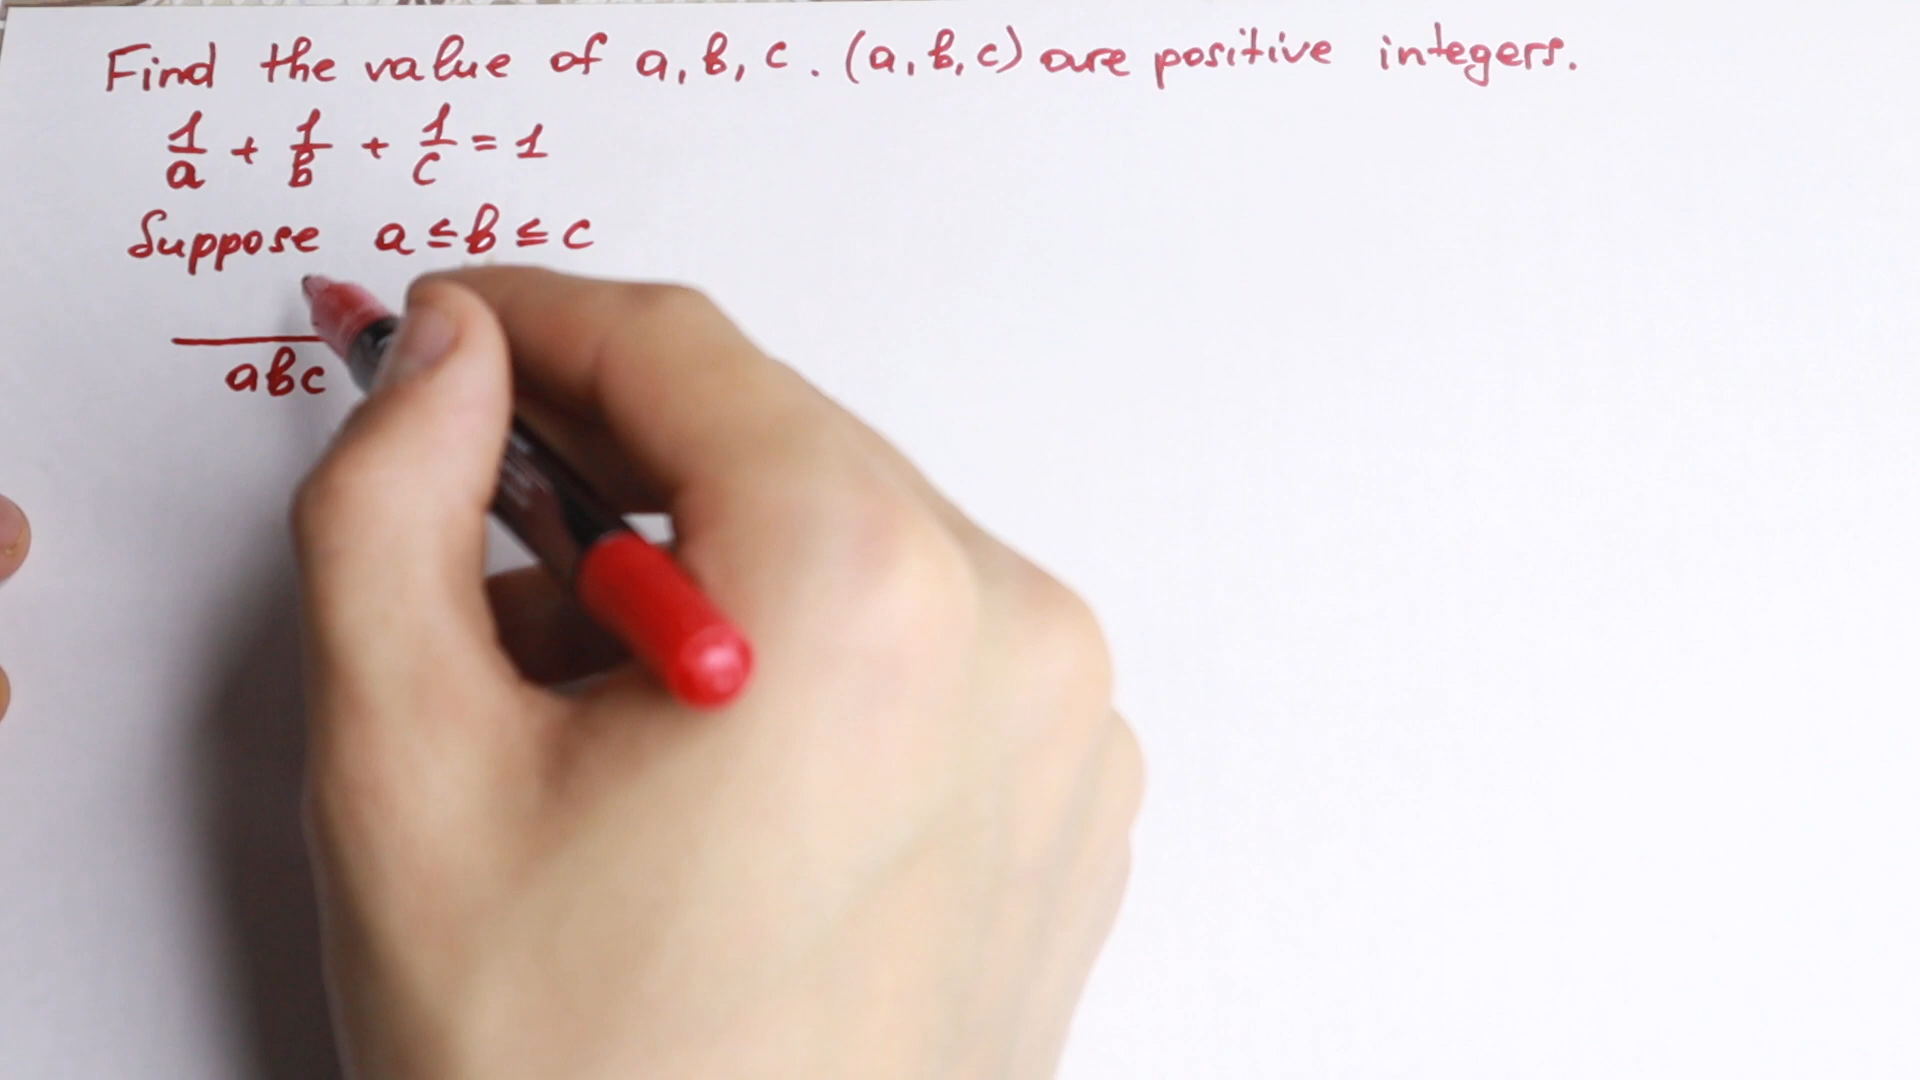 Find the value of a, b, c. (a, b, c) are positive integers.
1/a + 1/b + 1/c = 1
Suppose a ≤ b ≤ c
abc